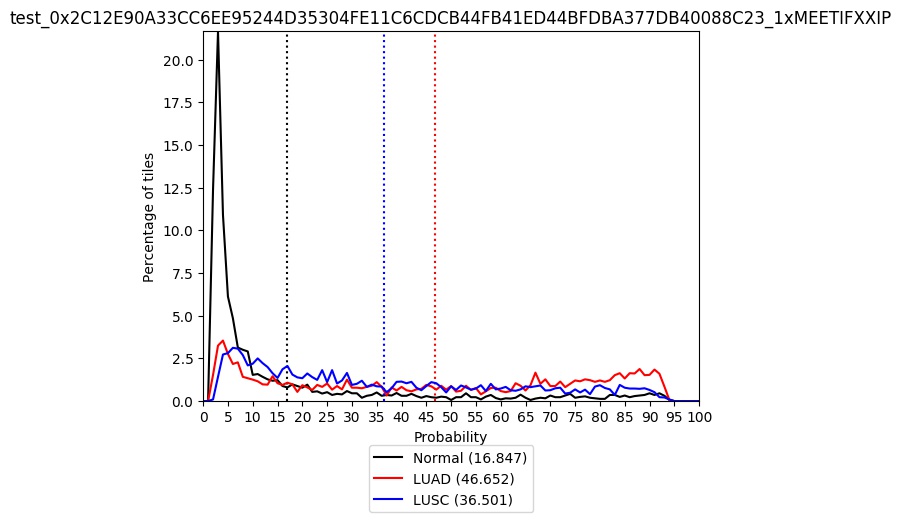 test_0x2C12E90A33CC6EE95244D35304FE11C6CDCB44FB41ED44BFDBA377DB40088C23_1xMEETIFXXIP
20.0
17.5
15.0
12.5
10.0
7.5
5.0
2.5
0.0
Percentage of tiles
0 5 10 15 20 25 30 35 40 45 50 55 60 65 70 75 80 85 90 95 100
Probability
Normal (16.847)
LUAD (46.652)
LUSC (36.501)